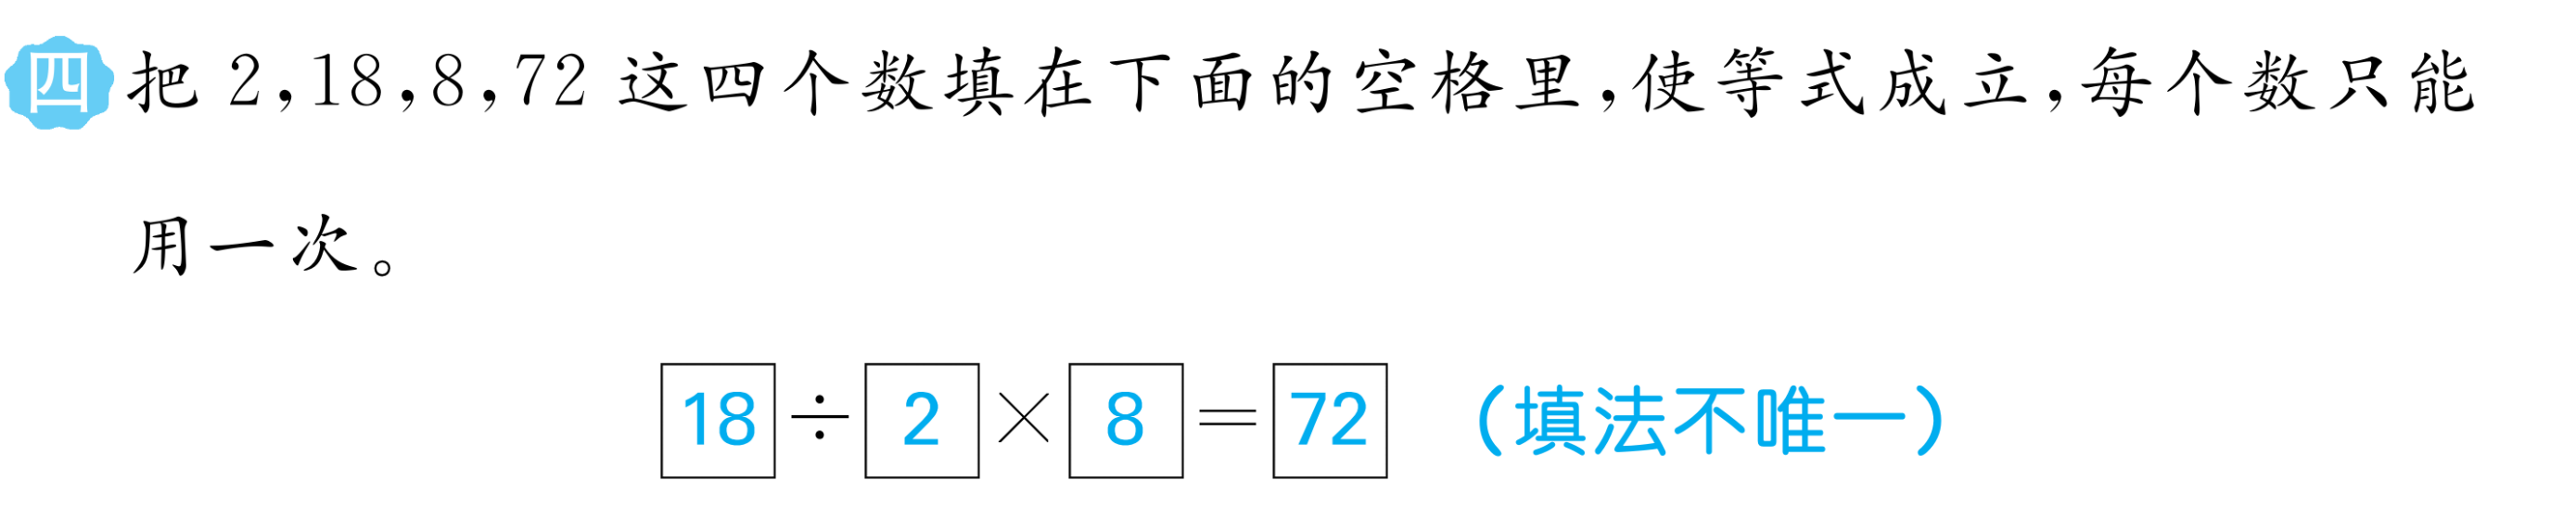 四 把 2,18,8,72 这四个数填在下面的空格里,使等式成立,每个数只能
用一次。
18÷2×8=72 (填法不唯一)